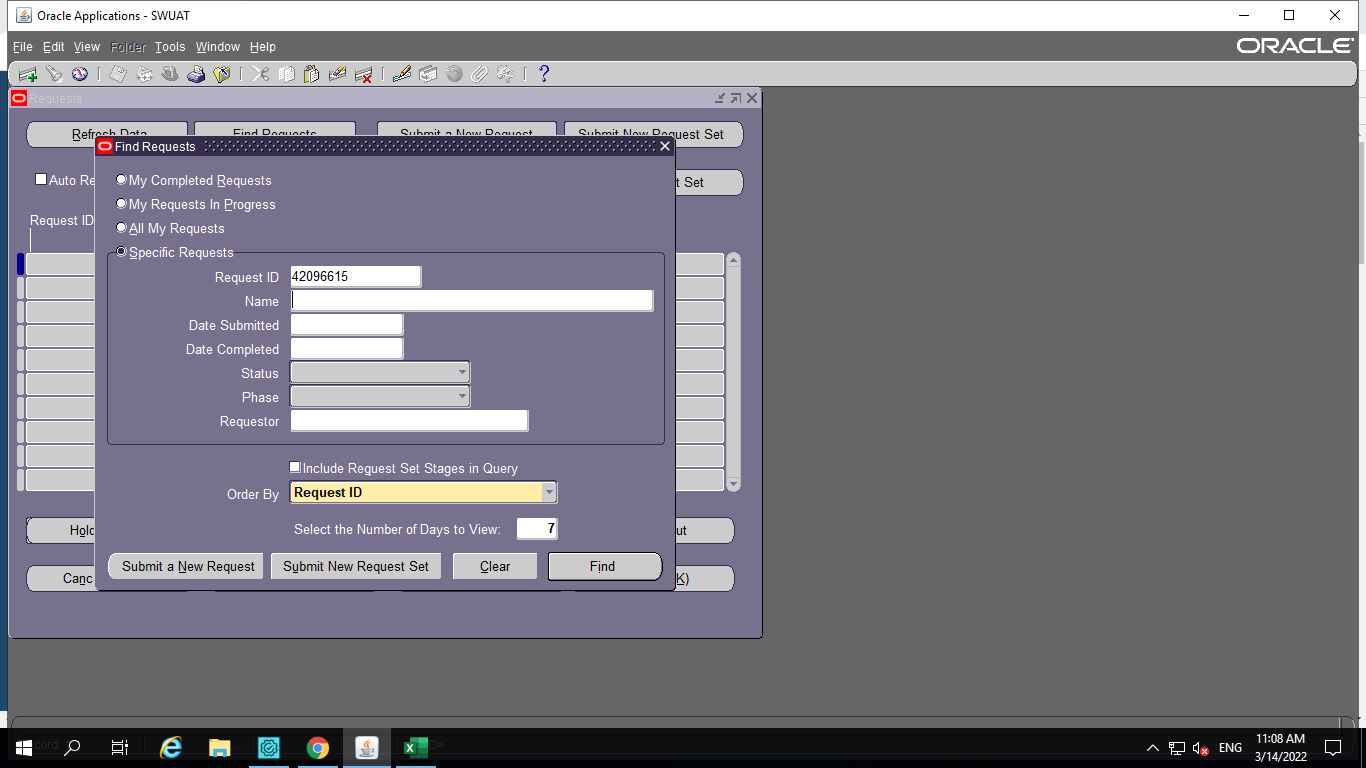 Oracle Applications - SWUAT
File Edit View Folder Tools Window Help
ORACLE
Requests
Refresh Data Find Requests Submit a New Request Submit New Request Set
Find Requests
Auto Re
My Completed Requests
t Set
My Requests In Progress
Request ID
All My Requests
Specific Requests
Request ID 42096615
Name
Date Submitted
Date Completed
Status
Phase
Requestor
Include Request Set Stages in Query
Order By Request ID
Select the Number of Days to View: 7
Hold
ut
Submit a New Request Submit New Request Set Clear Find
Canc
K)
11:08 AM
ENG
3/14/2022